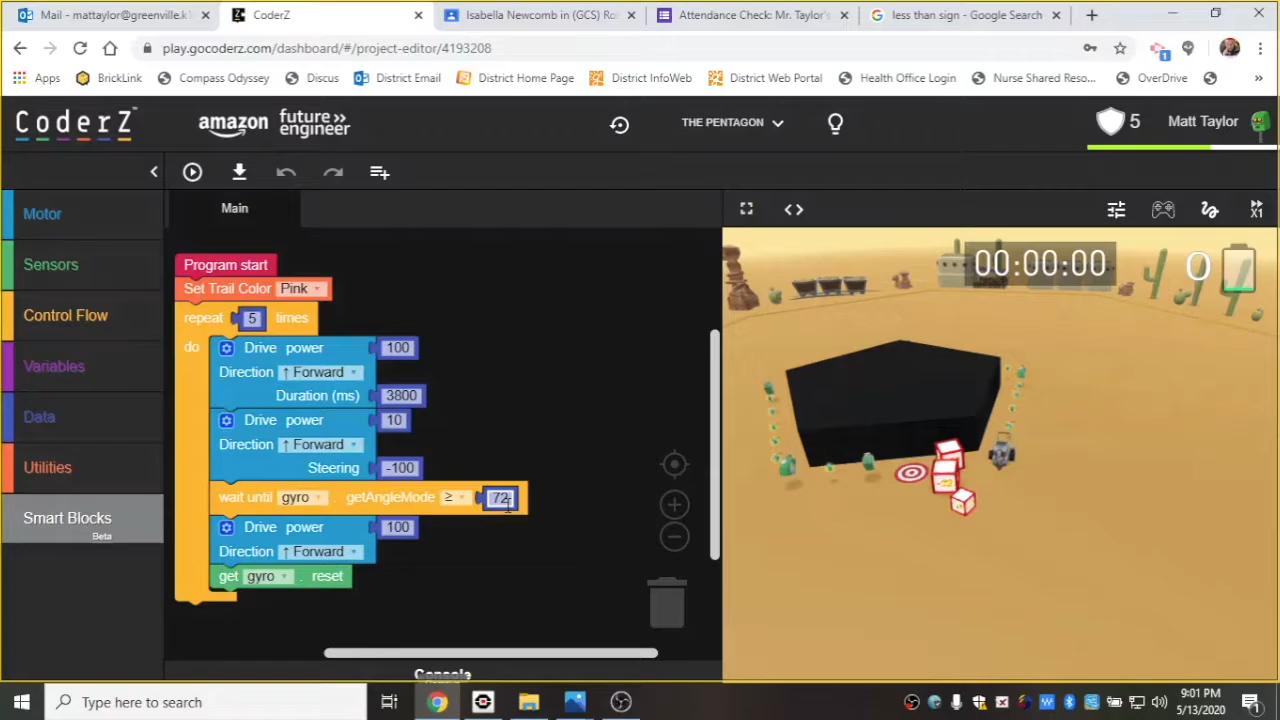 Mail - mattaylor@greenville.k1
CoderZ
Isabella Newcomb in (GCS) Ro
Attendance Check: Mr. Taylor's
less than sign - Google Search
play.gocoderz.com/dashboard/#/project-editor/4193208
Apps
BrickLink
Compass Odyssey
Discus
District Email
District Home Page
District InfoWeb
District Web Portal
Health Office Login
Nurse Shared Reso...
OverDrive
»
CoderZ
amazon
future >>
engineer
THE PENTAGON
5
Matt Taylor
Motor
Sensors
Control Flow
Variables
Data
Utilities
Smart Blocks
Beta
Main
X1
Program start
Set Trail Color Pink
repeat 5 times
do
Drive power 100
Direction ↑ Forward
Duration (ms) 3800
Drive power 10
Direction ↑ Forward
Steering -100
wait until gyro . getAngleMode ≥ 72
Drive power 100
Direction ↑ Forward
get gyro . reset
00:00:00
0
Console
Type here to search
9:01 PM
5/13/2020
1